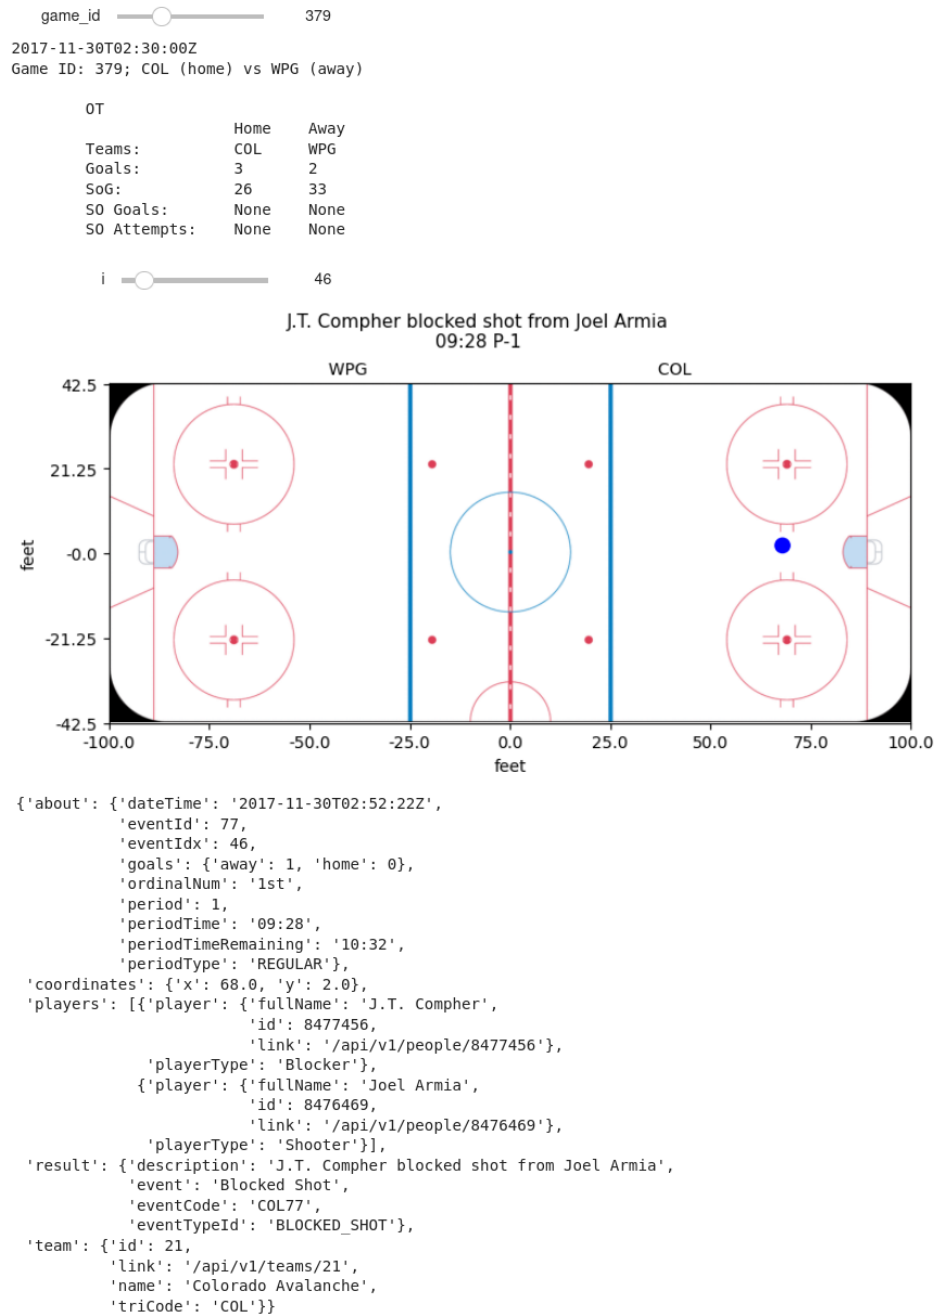 game_id 379
2017-11-30T02:30:00Z
Game ID: 379; COL (home) vs WPG (away)
OT
Home Away
Teams: COL WPG
Goals: 3 2
SoG: 26 33
SO Goals: None None
SO Attempts: None None
i 46
J.T. Compher blocked shot from Joel Armia
09:28 P-1
WPG COL
42.5
21.25
feet
-0.0
-21.25
-42.5
-100.0 -75.0 -50.0 -25.0 0.0 25.0 50.0 75.0 100.0
feet
{'about': {'dateTime': '2017-11-30T02:52:22Z',
'eventId': 77,
'eventIdx': 46,
'goals': {'away': 1, 'home': 0},
'ordinalNum': '1st',
'period': 1,
'periodTime': '09:28',
'periodTimeRemaining': '10:32',
'periodType': 'REGULAR'},
'coordinates': {'x': 68.0, 'y': 2.0},
'players': [{'player': {'fullName': 'J.T. Compher',
'id': 8477456,
'link': '/api/v1/people/8477456'},
'playerType': 'Blocker'},
{'player': {'fullName': 'Joel Armia',
'id': 8476469,
'link': '/api/v1/people/8476469'},
'playerType': 'Shooter'}],
'result': {'description': 'J.T. Compher blocked shot from Joel Armia',
'event': 'Blocked Shot',
'eventCode': 'COL77',
'eventTypeId': 'BLOCKED_SHOT'},
'team': {'id': 21,
'link': '/api/v1/teams/21',
'name': 'Colorado Avalanche',
'triCode': 'COL'}}